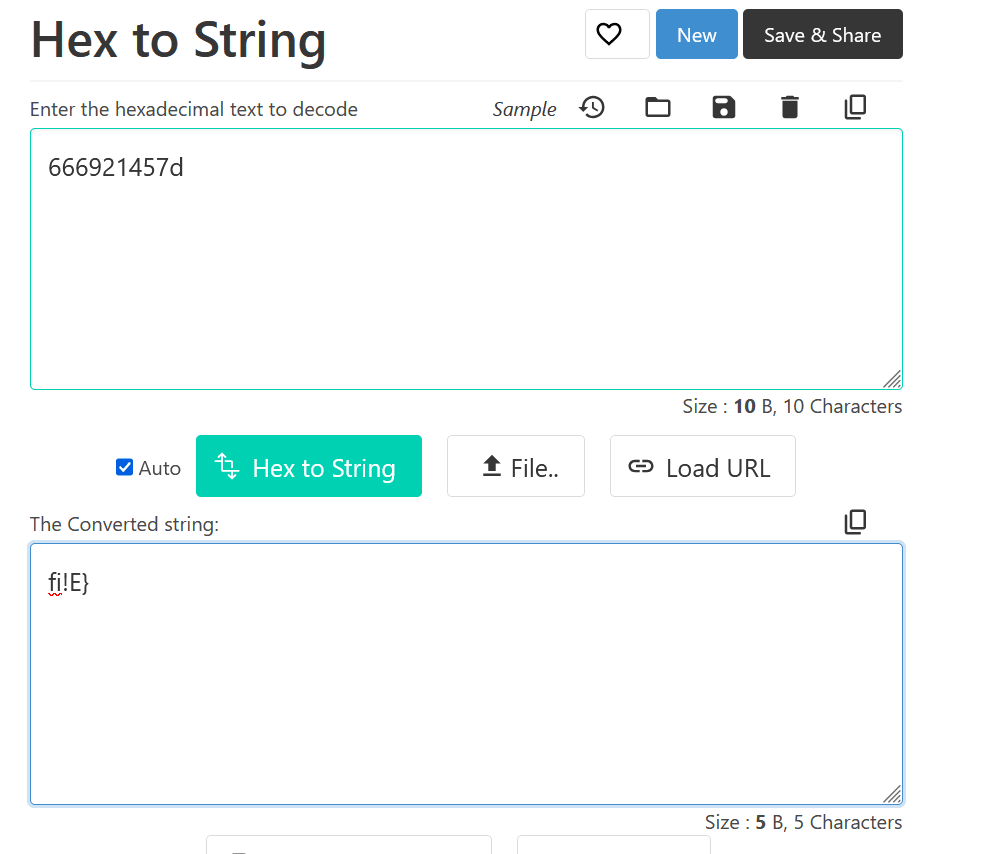 Hex to String
New
Save & Share
Enter the hexadecimal text to decode
Sample
666921457d
Size : 10 B, 10 Characters
Auto
Hex to String
File..
Load URL
The Converted string:
fi!E}
Size : 5 B, 5 Characters